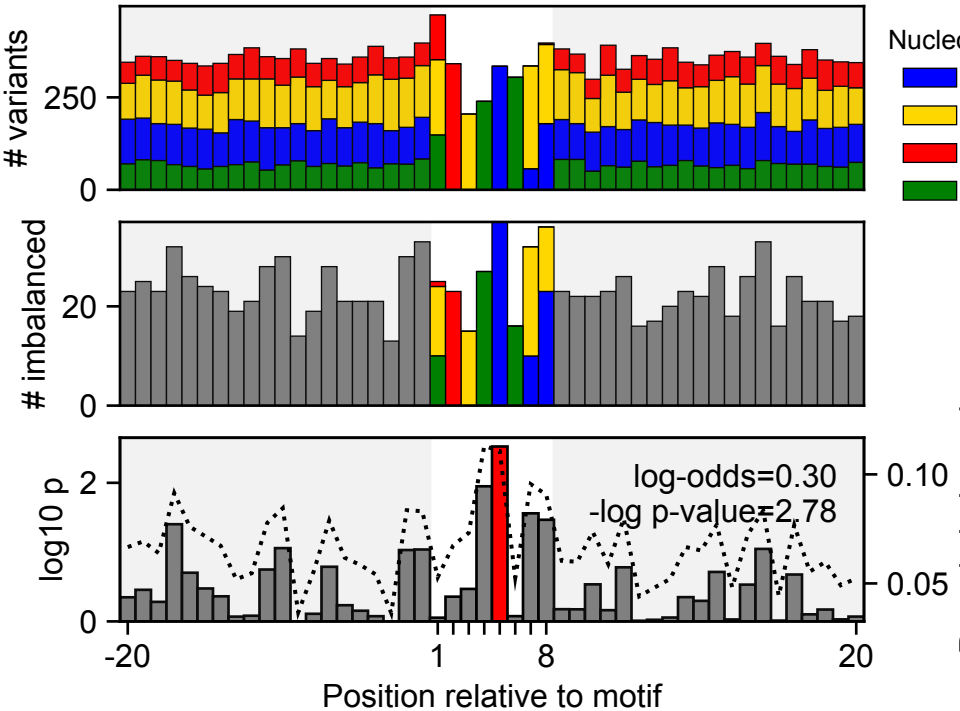 # variants
250
0
Nucleo
# imbalanced
20
0
log10 p
2
0
log-odds=0.30
-log p-value=2.78
0.10
0.05
-20
1
8
20
Position relative to motif